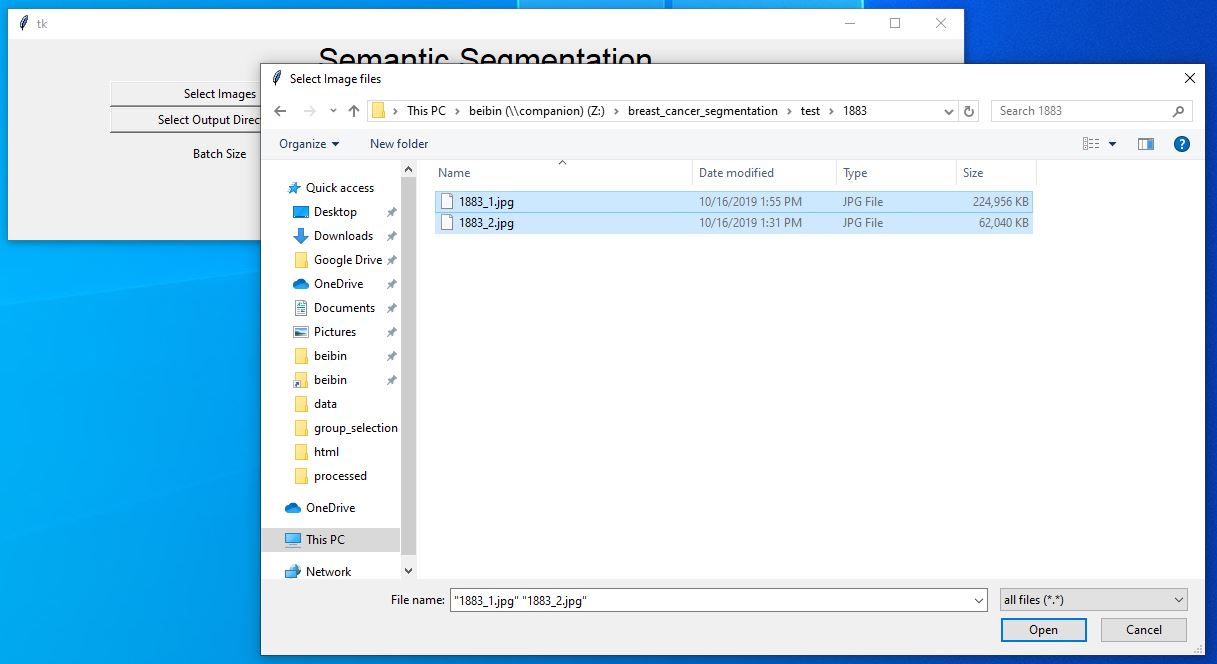 tk
Semantic Segmentation
Select Images
Batch Size
Select Image files
This PC > beibin (\\companion) (Z:) > breast_cancer_segmentation > test > 1883
Search 1883
Organize New folder
Name Date modified Type Size
1883_1.jpg 10/16/2019 1:55 PM JPG File 224,956 KB
1883_2.jpg 10/16/2019 1:31 PM JPG File 62,040 KB
Select Output Direc
Quick access
Desktop
Downloads
Google Drive
OneDrive
Documents
Pictures
beibin
beibin
data
group_selection
html
processed
OneDrive
This PC
Network
File name: "1883_1.jpg" "1883_2.jpg" all files (*.*)
Open Cancel